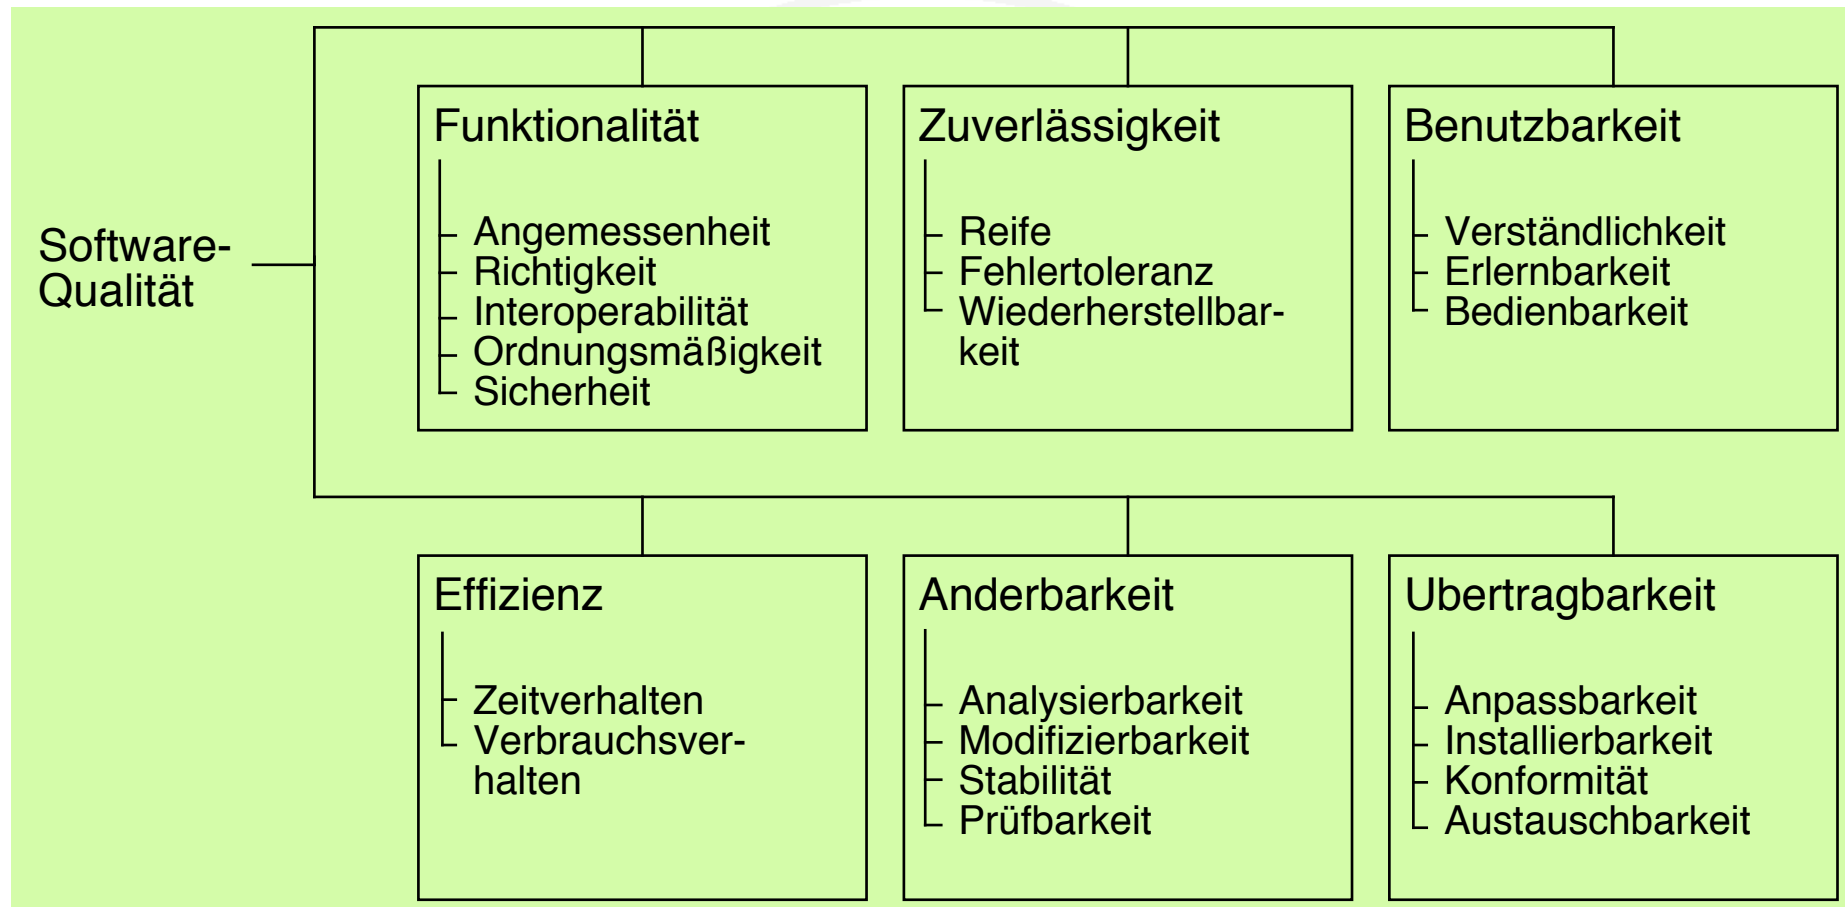 Software-
Qualität
Funktionalität
Angemessenheit
Richtigkeit
Interoperabilität
Ordnungsmäßigkeit
Sicherheit
Zuverlässigkeit
Reife
Fehlertoleranz
Wiederherstellbar-
keit
Benutzbarkeit
Verständlichkeit
Erlernbarkeit
Bedienbarkeit
Effizienz
Zeitverhalten
Verbrauchsver-
halten
Anderbarkeit
Analysierbarkeit
Modifizierbarkeit
Stabilität
Prüfbarkeit
Ubertragbarkeit
Anpassbarkeit
Installierbarkeit
Konformität
Austauschbarkeit